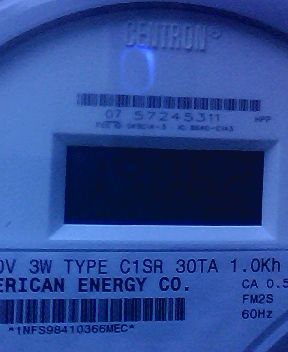 CENTRON®
07 57245311 HPP
0V 3W TYPE C1SR 30TA 1.0Kh
ERICAN ENERGY CO. CA 0.5
FM2S
60Hz
*1NFS98410366MEC*